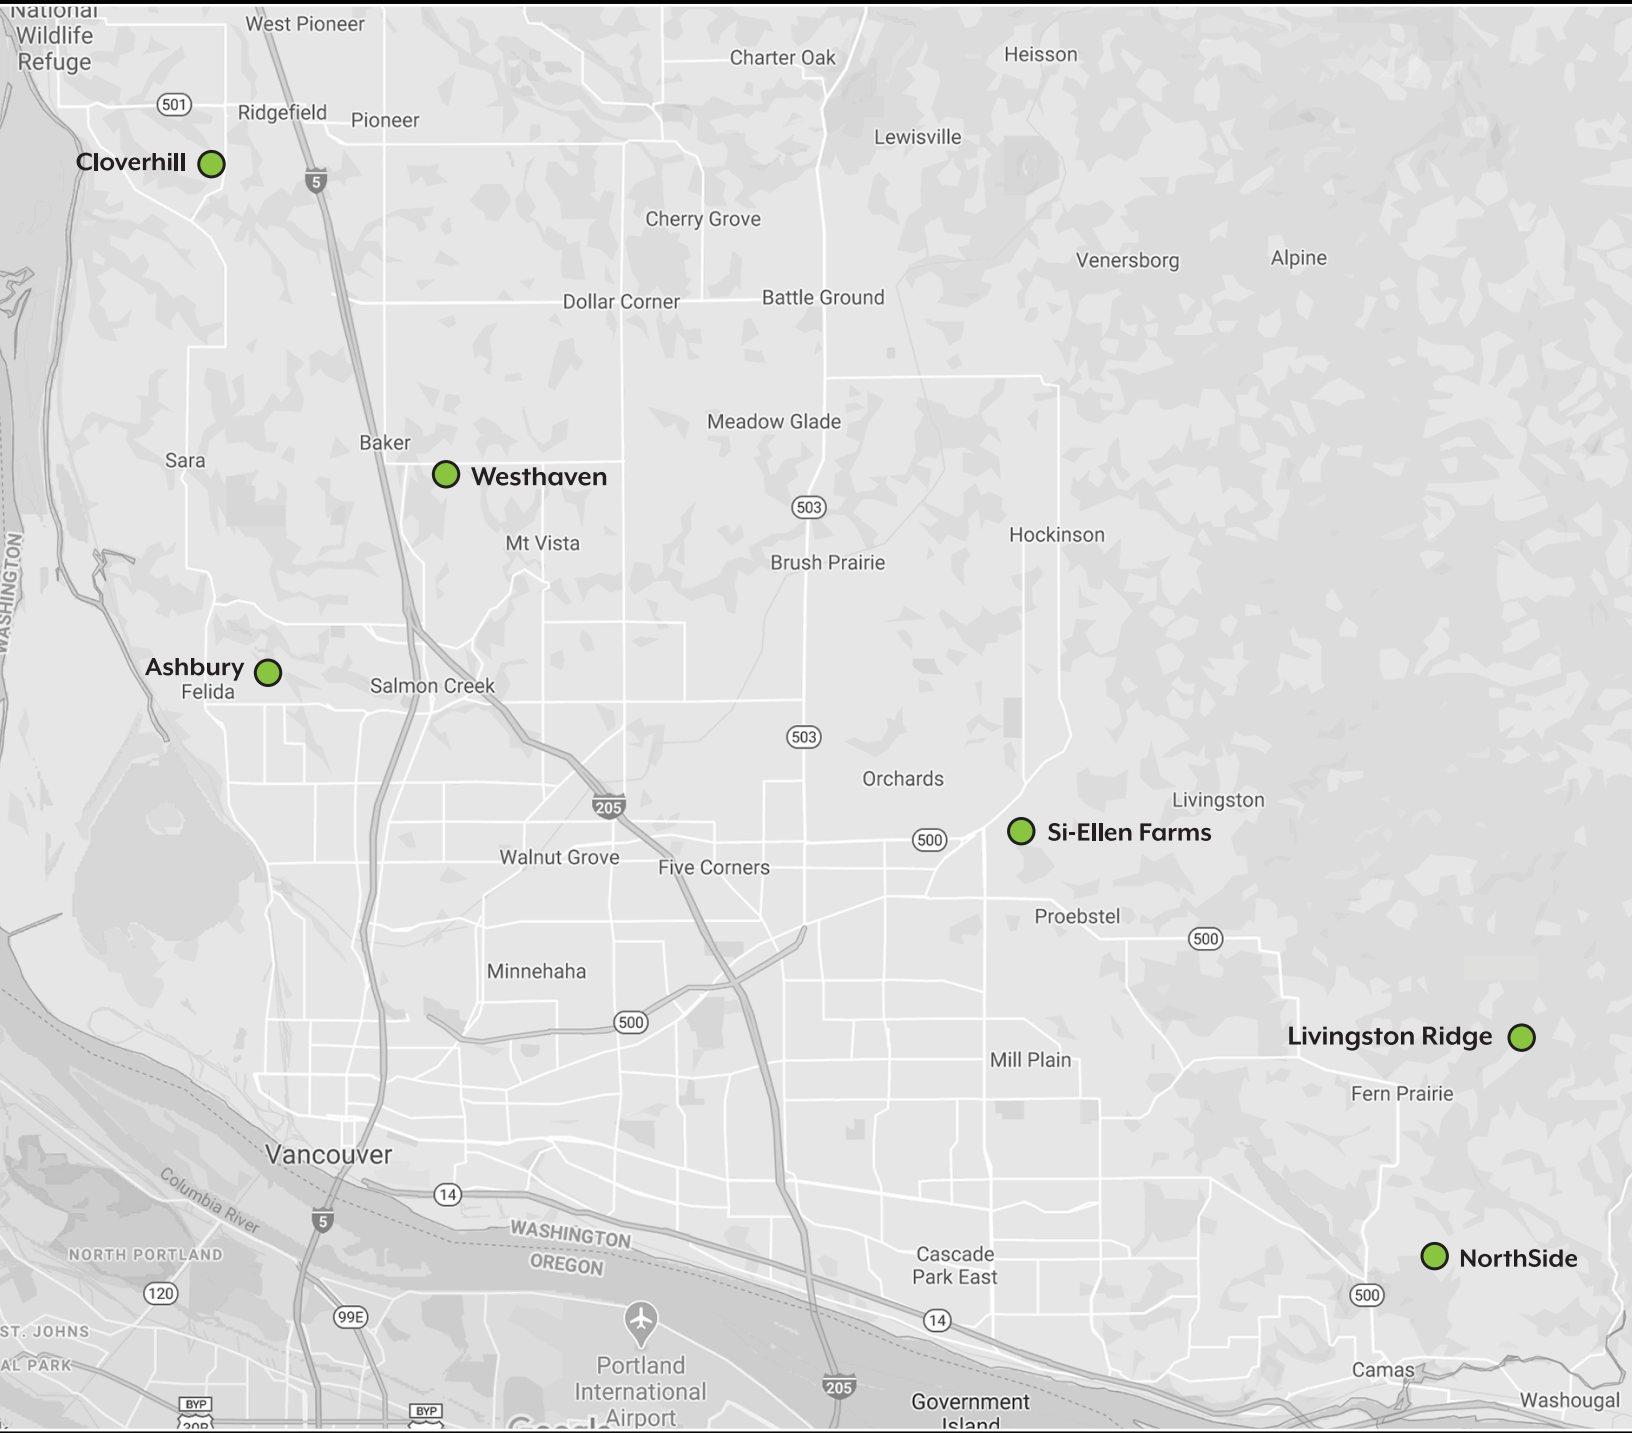 National
Wildlife
Refuge
West Pioneer
Charter Oak
Heisson
501
Ridgefield
Pioneer
Lewisville
Cloverhill
5
Cherry Grove
Venersborg
Alpine
Dollar Corner
Battle Ground
Meadow Glade
Baker
Sara
Westhaven
503
Hockinson
Mt Vista
Brush Prairie
WASHINGTON
Ashbury
Felida
Salmon Creek
503
Orchards
Livingston
205
Si-Ellen Farms
500
Walnut Grove
Five Corners
Proebstel
500
Minnehaha
500
Livingston Ridge
Mill Plain
Fern Prairie
Vancouver
14
Columbia River
5
WASHINGTON
OREGON
NORTH PORTLAND
Cascade
Park East
NorthSide
120
500
99E
14
ST. JOHNS
AL PARK
Portland
International
Airport
Camas
205
Washougal
BYP
BYP
Government
Island
Google